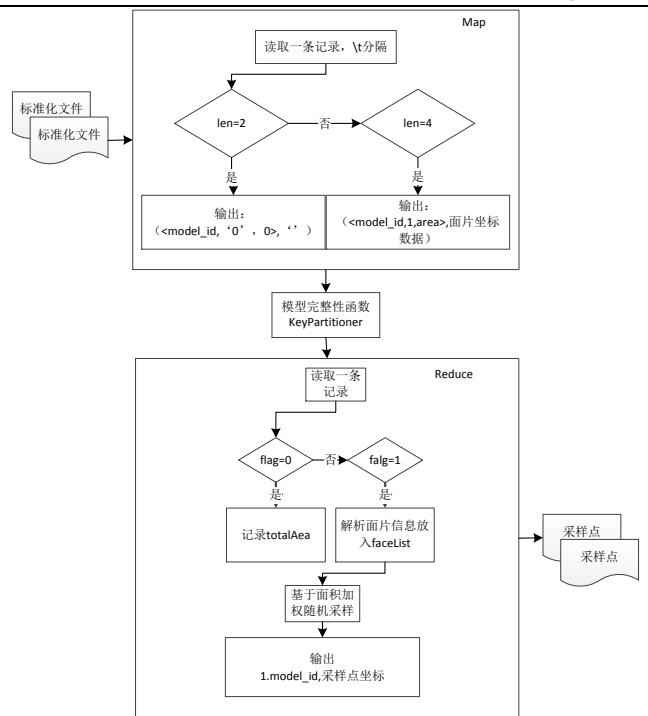 Map
读取一条记录，\t分隔
标准化文件
标准化文件
len=2
否
len=4
是
是
输出：
（<model_id,‘0’，0>,‘’）
输出：
（<model_id,1,area>,面片坐标
数据）
模型完整性函数
KeyPartitioner
Reduce
读取一条
记录
flag=0
否
falg=1
是
是
记录totalAea
解析面片信息放
入faceList
采样点
采样点
基于面积加
权随机采样
输出
1.model_id,采样点坐标